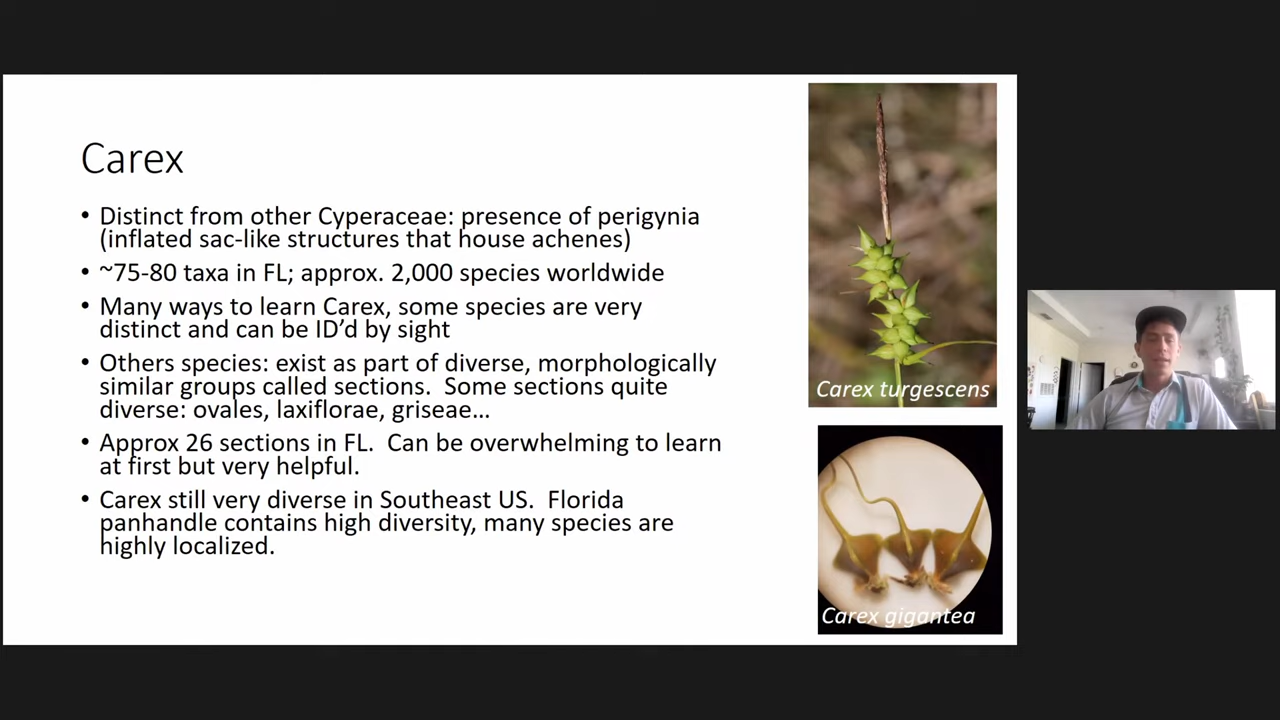 Carex
• Distinct from other Cyperaceae: presence of perigynia
(inflated sac-like structures that house achenes)
• ~75-80 taxa in FL; approx. 2,000 species worldwide
• Many ways to learn Carex, some species are very
distinct and can be ID’d by sight
• Others species: exist as part of diverse, morphologically
similar groups called sections.  Some sections quite
diverse: ovales, laxiflorae, griseae…
• Approx 26 sections in FL.  Can be overwhelming to learn
at first but very helpful.
• Carex still very diverse in Southeast US.  Florida
panhandle contains high diversity, many species are
highly localized.
Carex turgescens
Carex gigantea